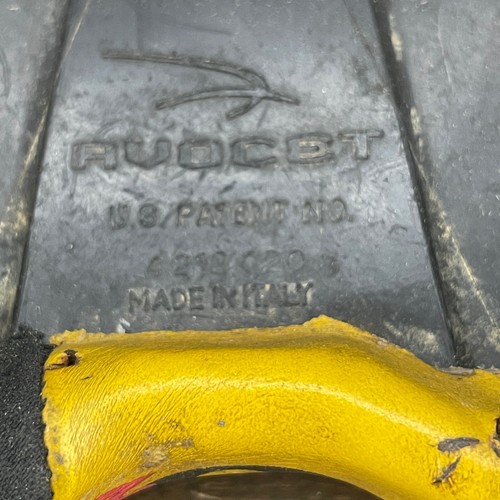 AVOCET
U.S. PATENT NO.
MADE IN ITALY